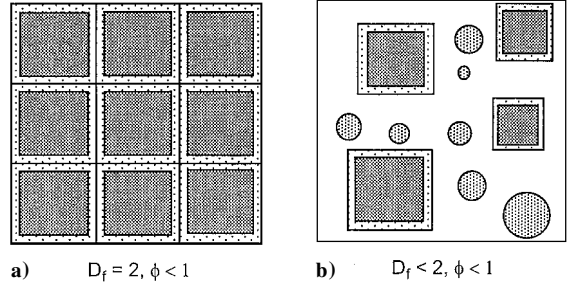 a) D_f = 2, ϕ < 1
b) D_f < 2, ϕ < 1